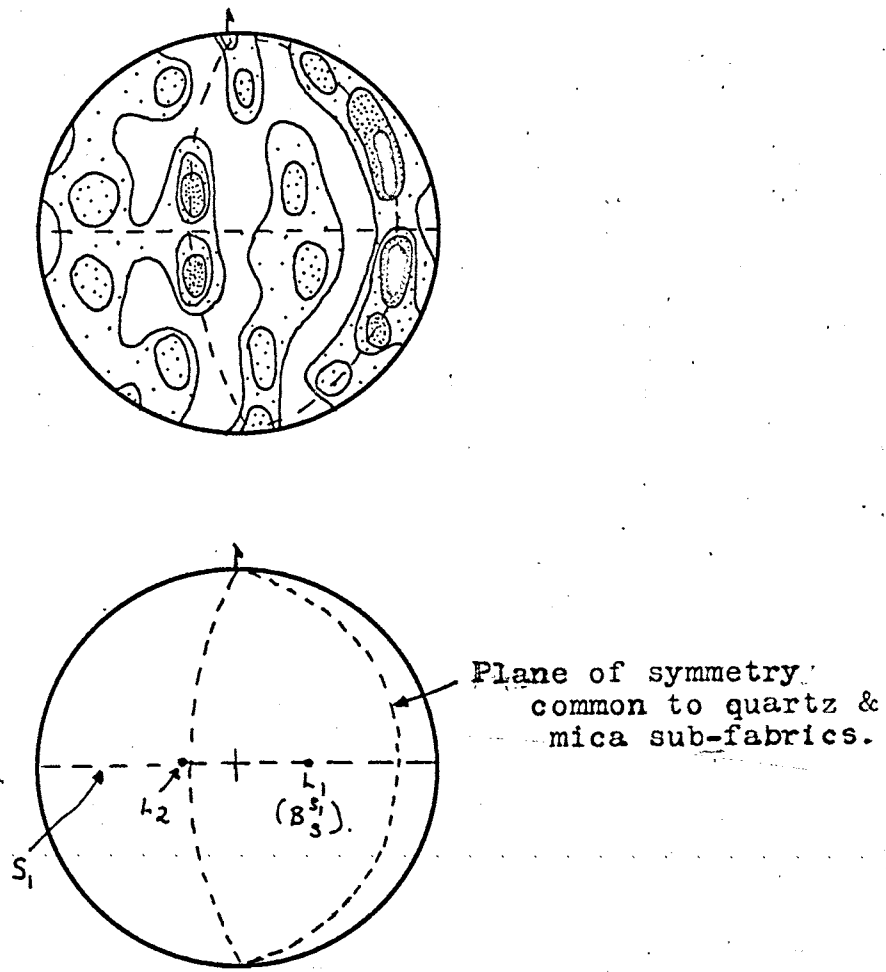 Plane of symmetry
common to quartz &
mica sub-fabrics.
L2
L1
(B S1 S).
S1